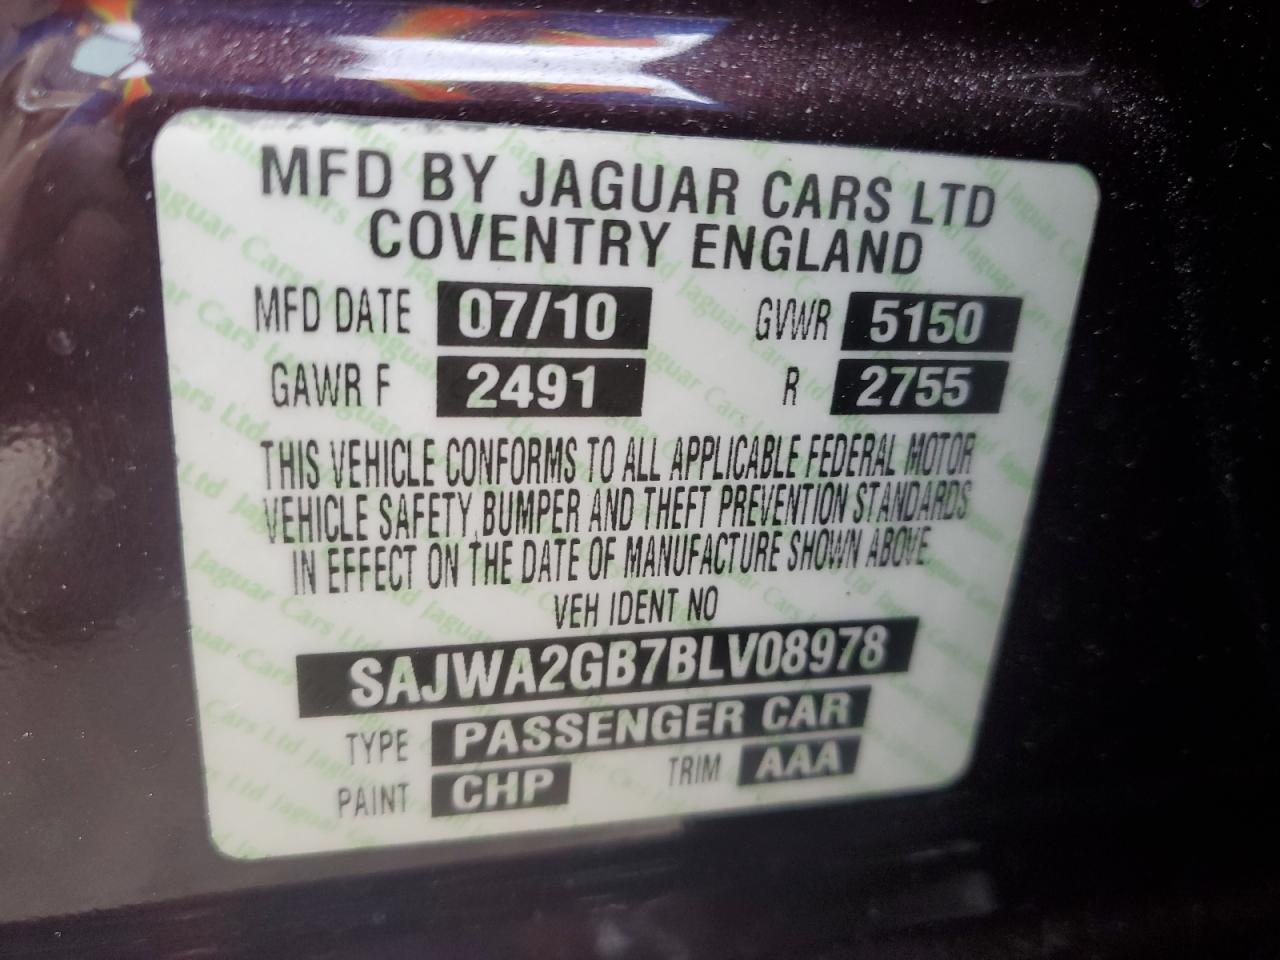 MFD BY JAGUAR CARS LTD
COVENTRY ENGLAND
MFD DATE 07/10 GVWR 5150
GAWR F 2491 R 2755
THIS VEHICLE CONFORMS TO ALL APPLICABLE FEDERAL MOTOR
VEHICLE SAFETY, BUMPER AND THEFT PREVENTION STANDARDS
IN EFFECT ON THE DATE OF MANUFACTURE SHOWN ABOVE
VEH IDENT NO
SAJWA2GB7BLV08978
TYPE PASSENGER CAR
PAINT CHP TRIM AAA